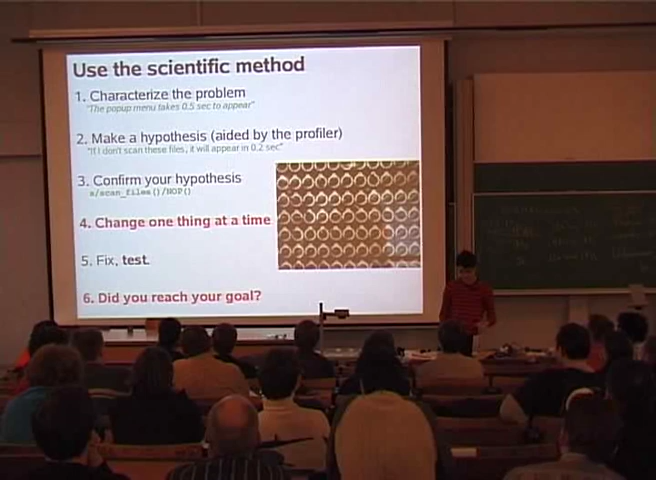 Use the scientific method
1. Characterize the problem
"The popup menu takes 0.5 sec to appear"
2. Make a hypothesis (aided by the profiler)
"If I don't scan these files, it will appear in 0.2 sec"
3. Confirm your hypothesis
s/scan_files()/NOP()
4. Change one thing at a time
5. Fix, test.
6. Did you reach your goal?